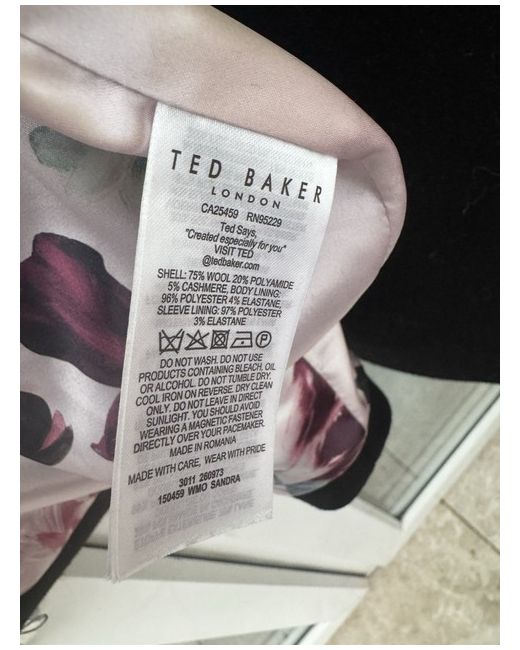 TED BAKER
LONDON
CA25459 RN95229
Ted Says,
"Created especially for you"
VISIT TED
@tedbaker.com
SHELL: 75% WOOL 20% POLYAMIDE
5% CASHMERE, BODY LINING:
96% POLYESTER 4% ELASTANE,
SLEEVE LINING: 97% POLYESTER
3% ELASTANE
P
DO NOT WASH. DO NOT USE
PRODUCTS CONTAINING BLEACH, OIL
OR ALCOHOL. DO NOT TUMBLE DRY.
COOL IRON ON REVERSE. DRY CLEAN
ONLY. DO NOT LEAVE IN DIRECT
SUNLIGHT. YOU SHOULD AVOID
WEARING A MAGNETIC FASTENER
DIRECTLY OVER YOUR PACEMAKER.
MADE IN ROMANIA
MADE WITH CARE, WEAR WITH PRIDE
3011 260973
150459 WMO SANDRA